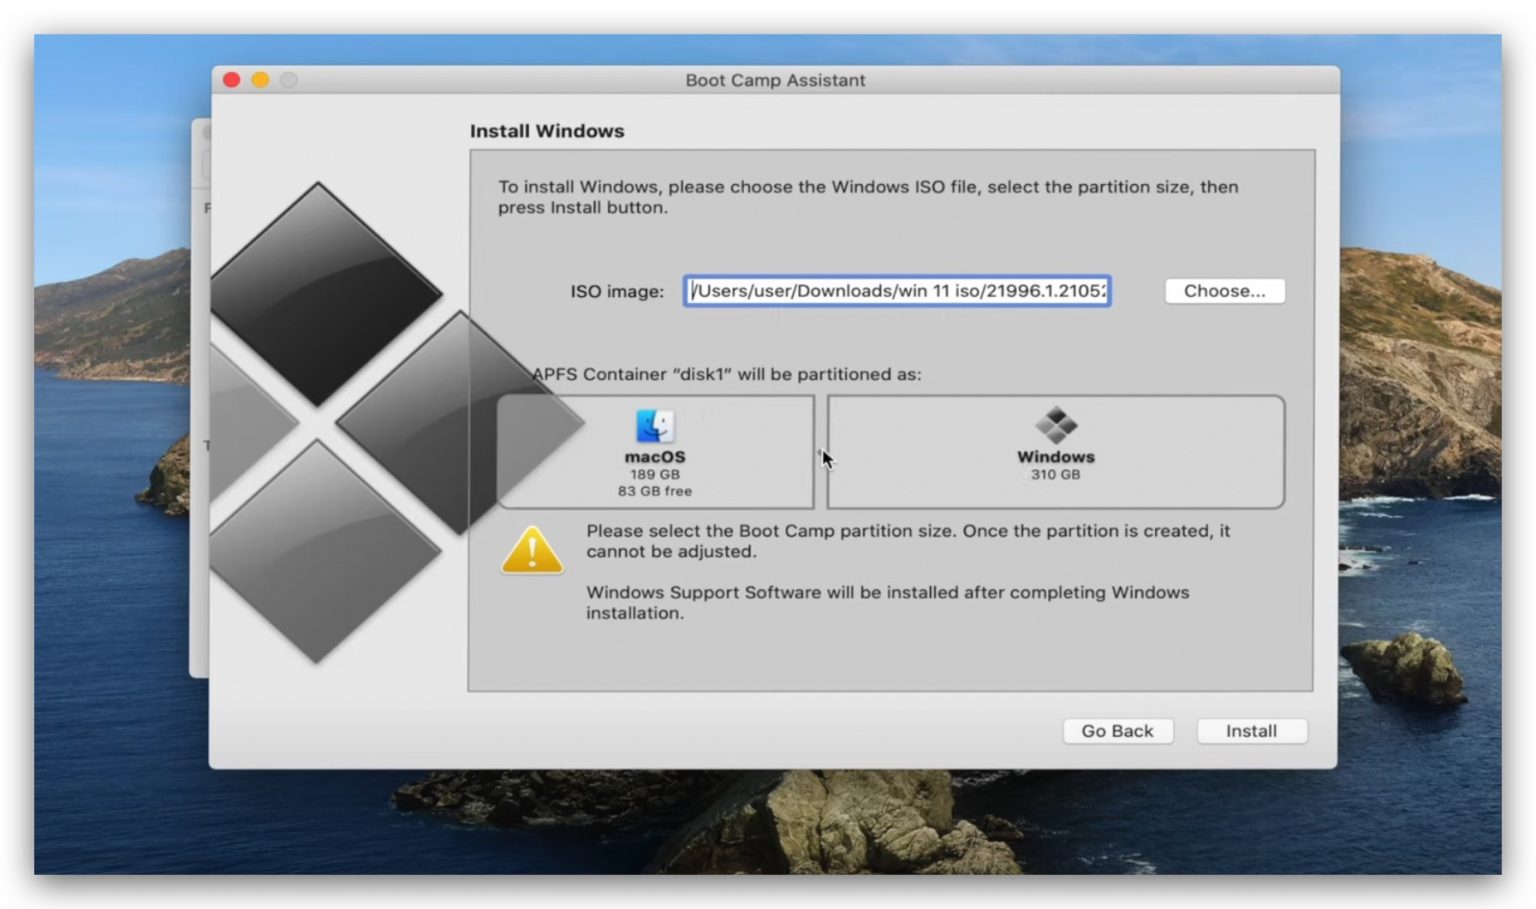 Boot Camp Assistant
Install Windows
To install Windows, please choose the Windows ISO file, select the partition size, then
press Install button.
ISO image:
/Users/user/Downloads/win 11 iso/21996.1.21052
Choose...
APFS Container “disk1” will be partitioned as:
macOS
189 GB
83 GB free
Windows
310 GB
Please select the Boot Camp partition size. Once the partition is created, it
cannot be adjusted.
Windows Support Software will be installed after completing Windows
installation.
Go Back
Install